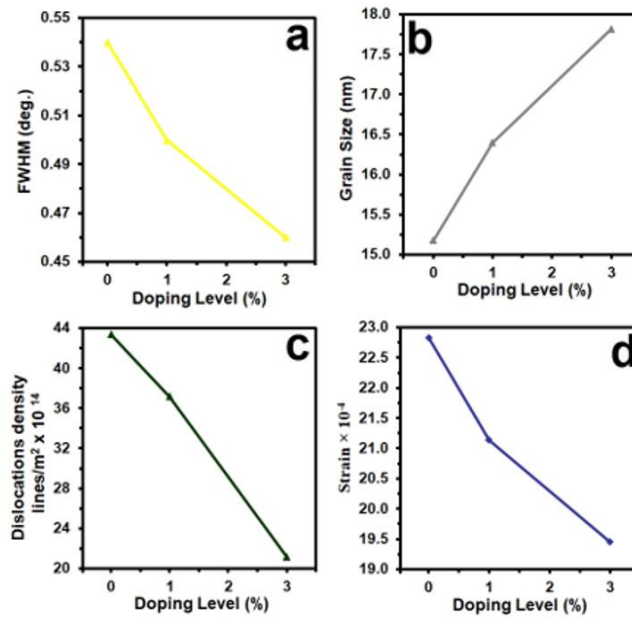 a
FWHM (deg.)
0.55
0.53
0.51
0.49
0.47
0.45
0 1 2 3
Doping Level (%)
b
Grain Size (nm)
18.0
17.5
17.0
16.5
16.0
15.5
15.0
0 1 2 3
Doping Level (%)
c
Dislocations density
lines/m² x 10 ¹⁴
44
40
36
32
28
24
20
0 1 2 3
Doping Level (%)
d
Strain × 10⁻⁴
23.0
22.5
22.0
21.5
21.0
20.5
20.0
19.5
19.0
0 1 2 3
Doping Level (%)